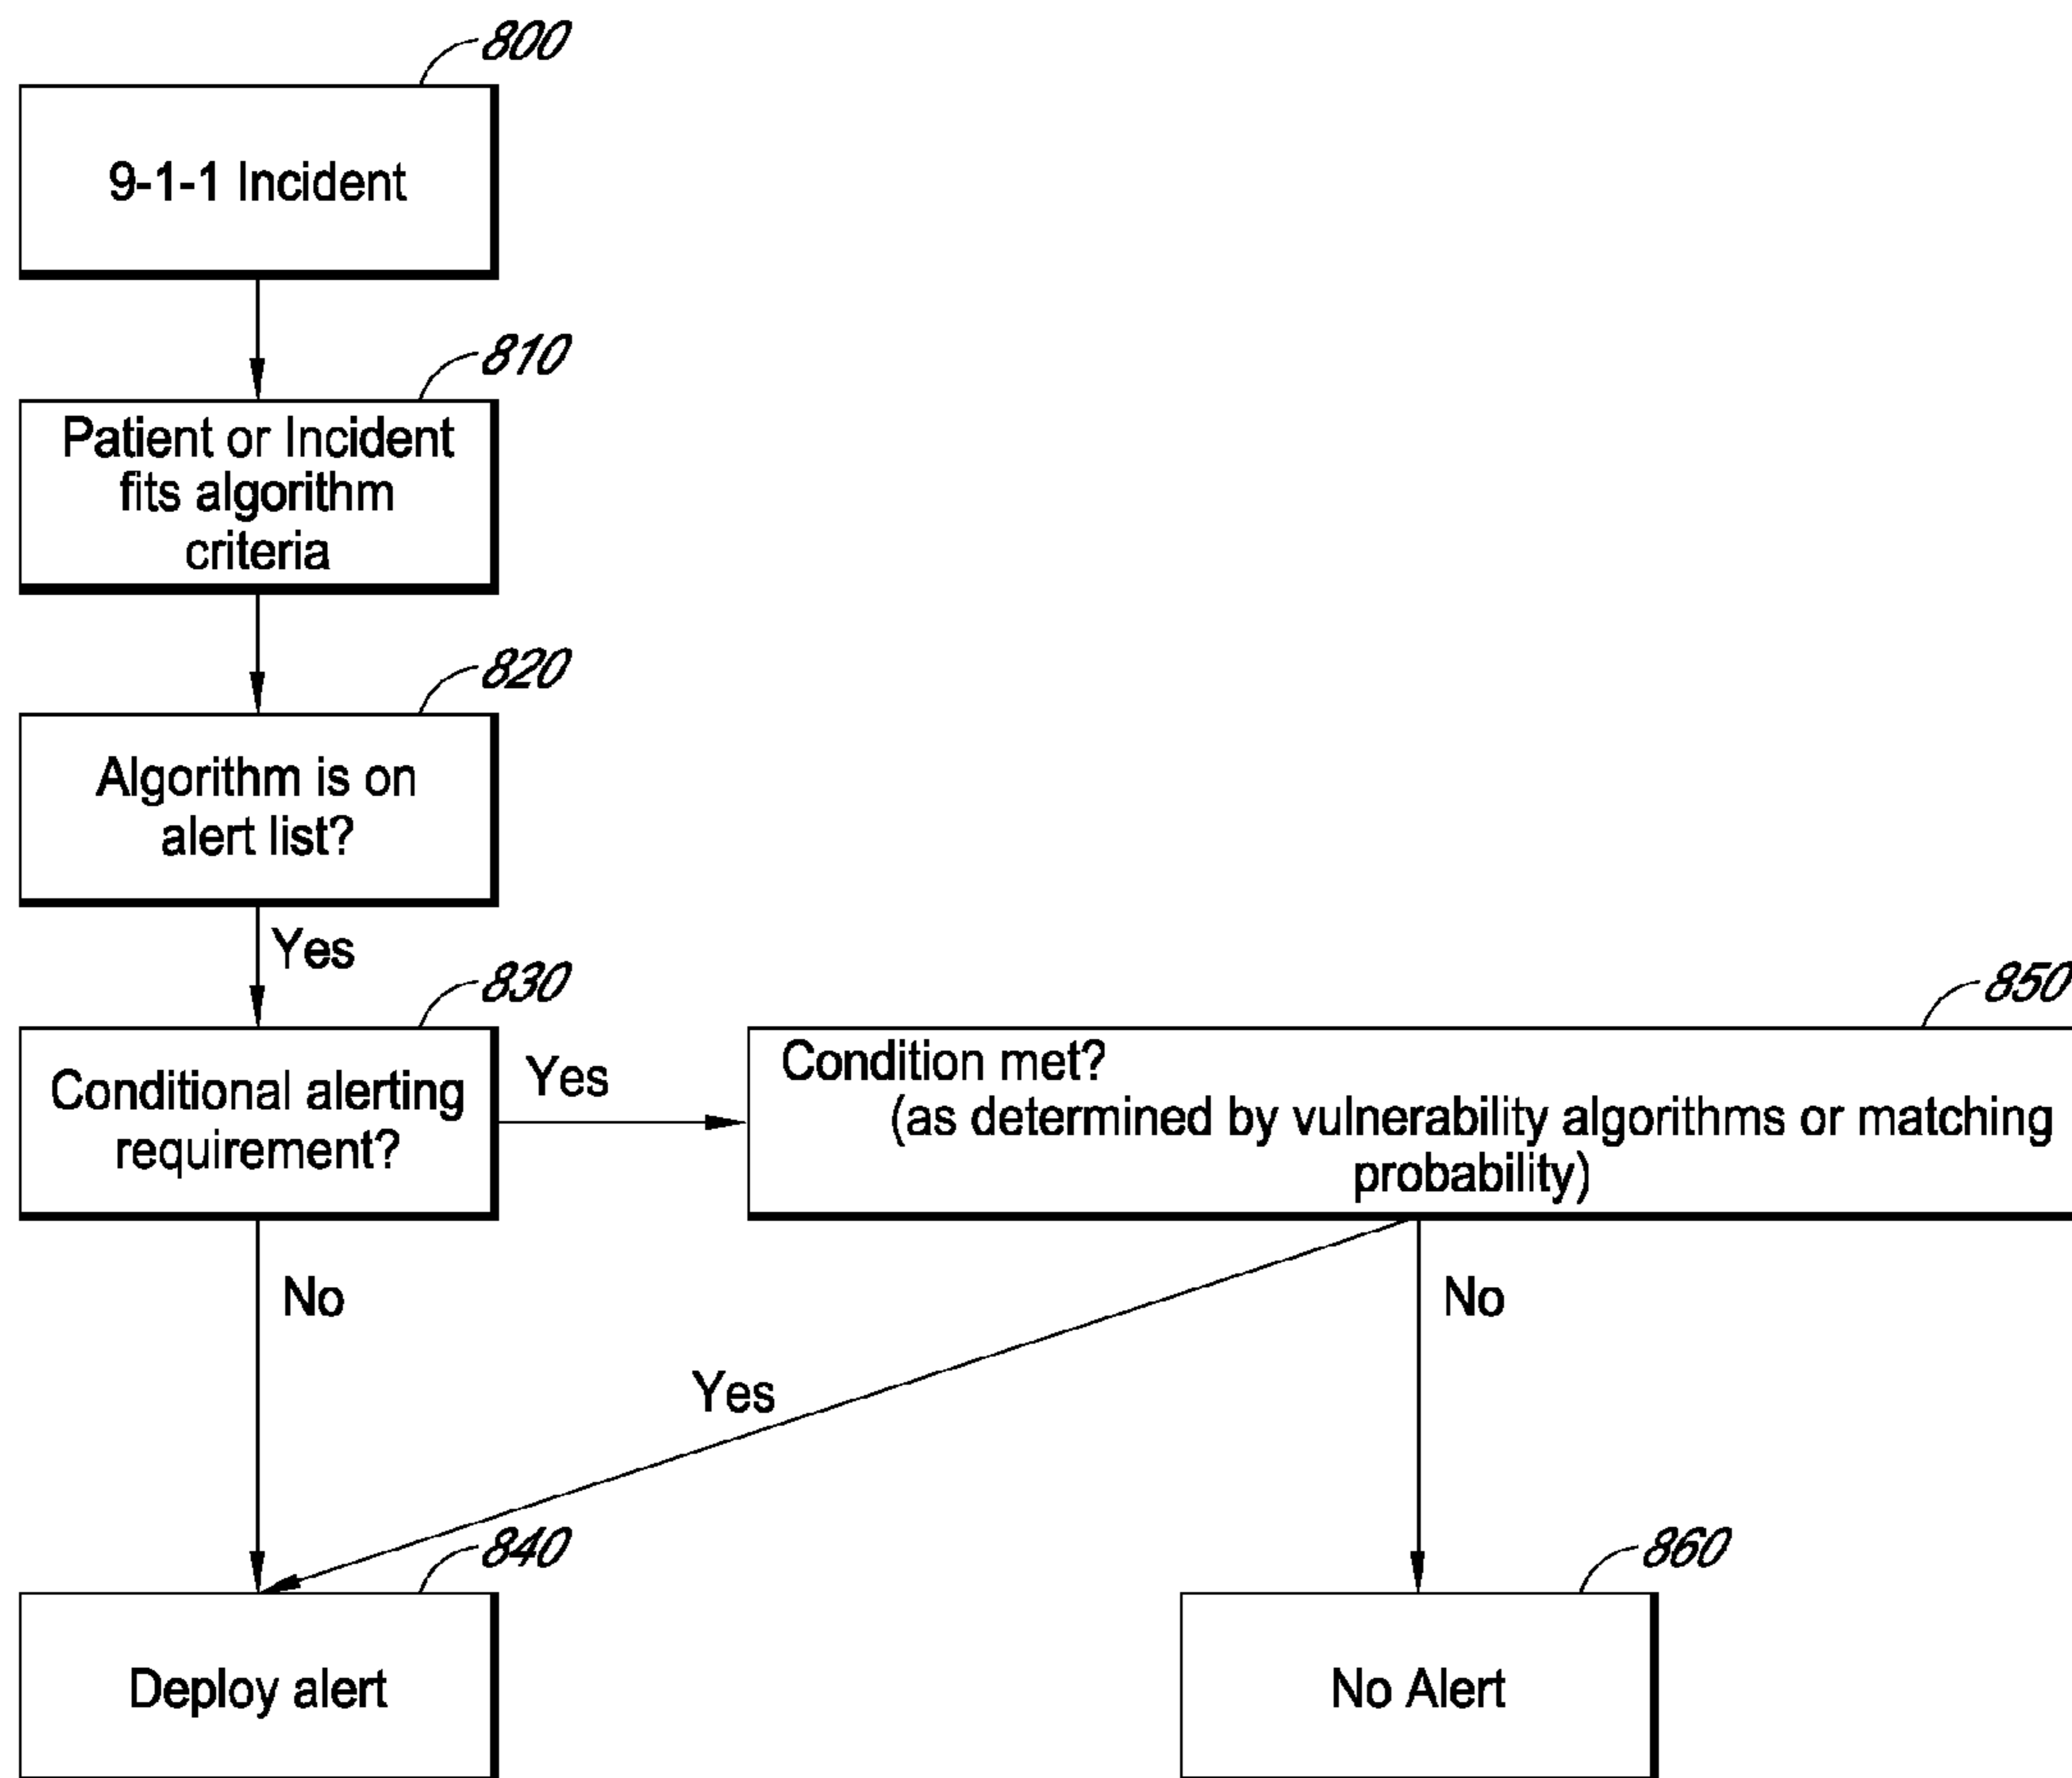 800
9-1-1 Incident
810
Patient or Incident
fits algorithm
criteria
820
Algorithm is on
alert list?
Yes
830
Conditional alerting
requirement?
Yes
850
Condition met?
(as determined by vulnerability algorithms or matching
probability)
No
No
Yes
840
Deploy alert
860
No Alert